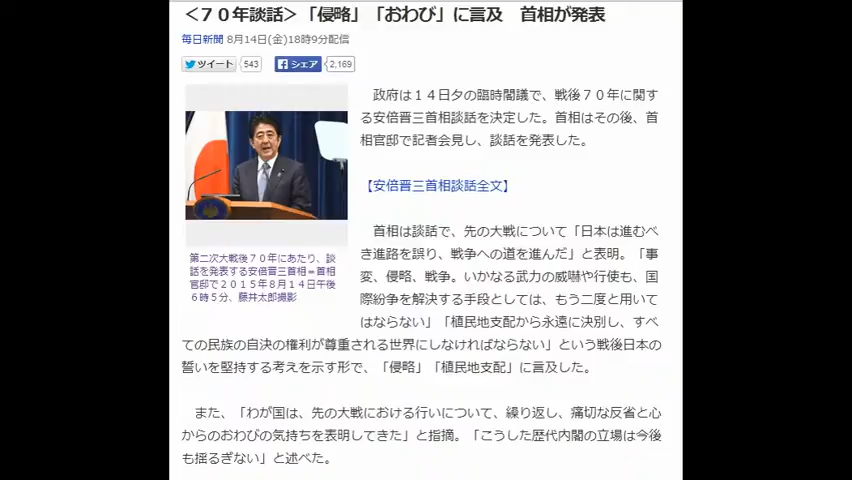 ＜７０年談話＞「侵略」「おわび」に言及　首相が発表
毎日新聞 8月14日(金)18時9分配信
ツイート 543 シェア 2,169
政府は１４日夕の臨時閣議で、戦後７０年に関す
る安倍晋三首相談話を決定した。首相はその後、首
相官邸で記者会見し、談話を発表した。
【安倍晋三首相談話全文】
第二次大戦後７０年にあたり、談
話を発表する安倍晋三首相＝首相
官邸で２０１５年８月１４日午後
６時５分、藤井太郎撮影
首相は談話で、先の大戦について「日本は進むべ
き進路を誤り、戦争への道を進んだ」と表明。「事
変、侵略、戦争。いかなる武力の威嚇や行使も、国
際紛争を解決する手段としては、もう二度と用いて
はならない」「植民地支配から永遠に決別し、すべ
ての民族の自決の権利が尊重される世界にしなければならない」という戦後日本の
誓いを堅持する考えを示す形で、「侵略」「植民地支配」に言及した。
また、「わが国は、先の大戦における行いについて、繰り返し、痛切な反省と心
からのおわびの気持ちを表明してきた」と指摘。「こうした歴代内閣の立場は今後
も揺るぎない」と述べた。